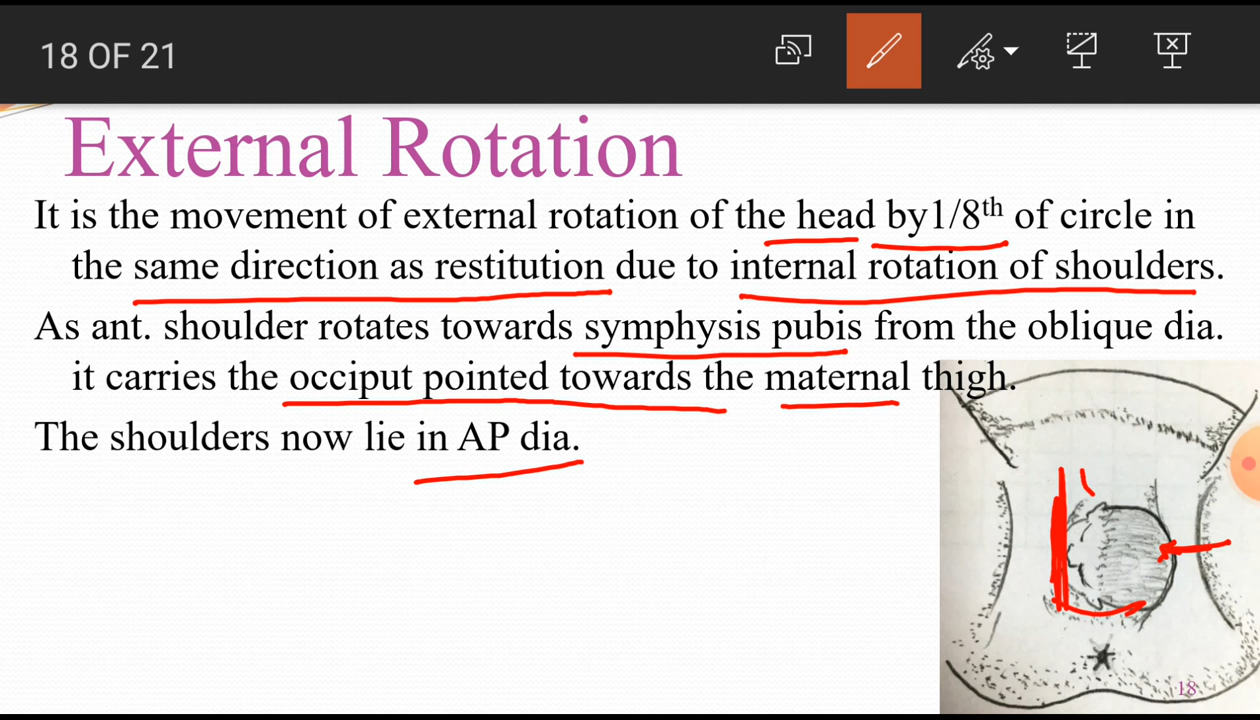 18 OF 21
External Rotation
It is the movement of external rotation of the head by1/8th of circle in
the same direction as restitution due to internal rotation of shoulders.
As ant. shoulder rotates towards symphysis pubis from the oblique dia.
it carries the occiput pointed towards the maternal thigh.
The shoulders now lie in AP dia.
18